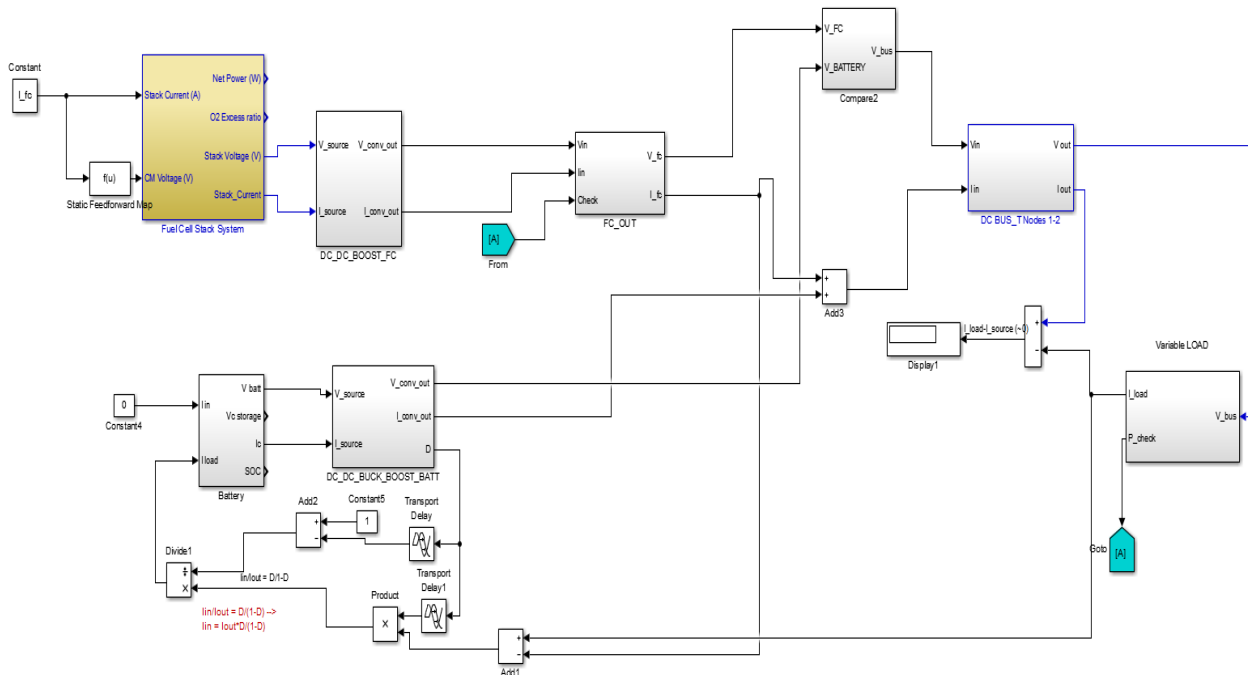 Constant
I_fc
f(u)
Static Feedforward Map
Net Power (W)
Stack Current (A)
O2 Excess ratio
Stack Voltage (V)
CM Voltage (V)
Stack_Current
Fuel Cell Stack System
V_source
V_conv_out
I_source
I_conv_out
DC_DC_BOOST_FC
[A]
From
Vin
V_fc
Iin
I_fc
Check
FC_OUT
V_FC
V_bus
V_BATTERY
Compare2
Vin
V out
I in
I out
DC BUS_T Nodes 1-2
+
+
Add3
I_load-I_source (~0)
Display1
+
−
Variable LOAD
I_load
V_bus
P_check
Goto
[A]
0
Constant4
V batt
I in
Vc storage
Ic
I load
SOC
Battery
V_conv_out
V_source
I_conv_out
I_source
D
DC_DC_BUCK_BOOST_BATT
Add2
+
−
Constant5
1
Transport
Delay
Divide1
÷
×
Iin/Iout = D/1-D
Iin/Iout = D/(1-D) -->
Iin = Iout*D/(1-D)
Product
×
Transport
Delay1
+
−
Add1